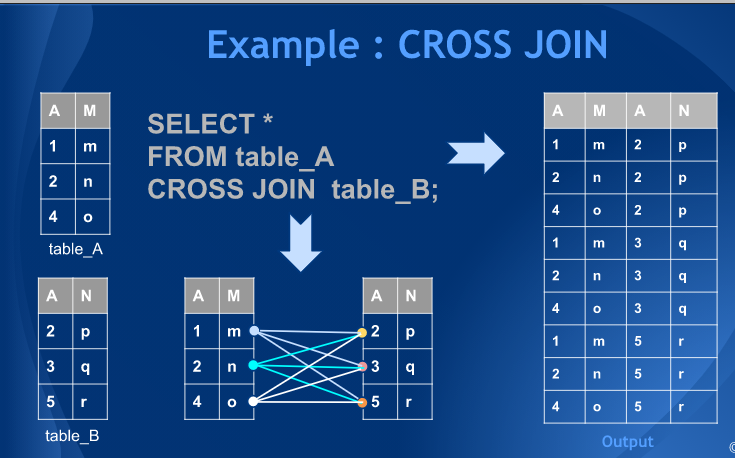 Example : CROSS JOIN
A M
1 m
2 n
4 o
table_A
SELECT *
FROM table_A
CROSS JOIN table_B;
A N
2 p
3 q
5 r
table_B
A M
1 m
2 n
4 o
A N
2 p
3 q
5 r
A M A N
1 m 2 p
2 n 2 p
4 o 2 p
1 m 3 q
2 n 3 q
4 o 3 q
1 m 5 r
2 n 5 r
4 o 5 r
Output
©